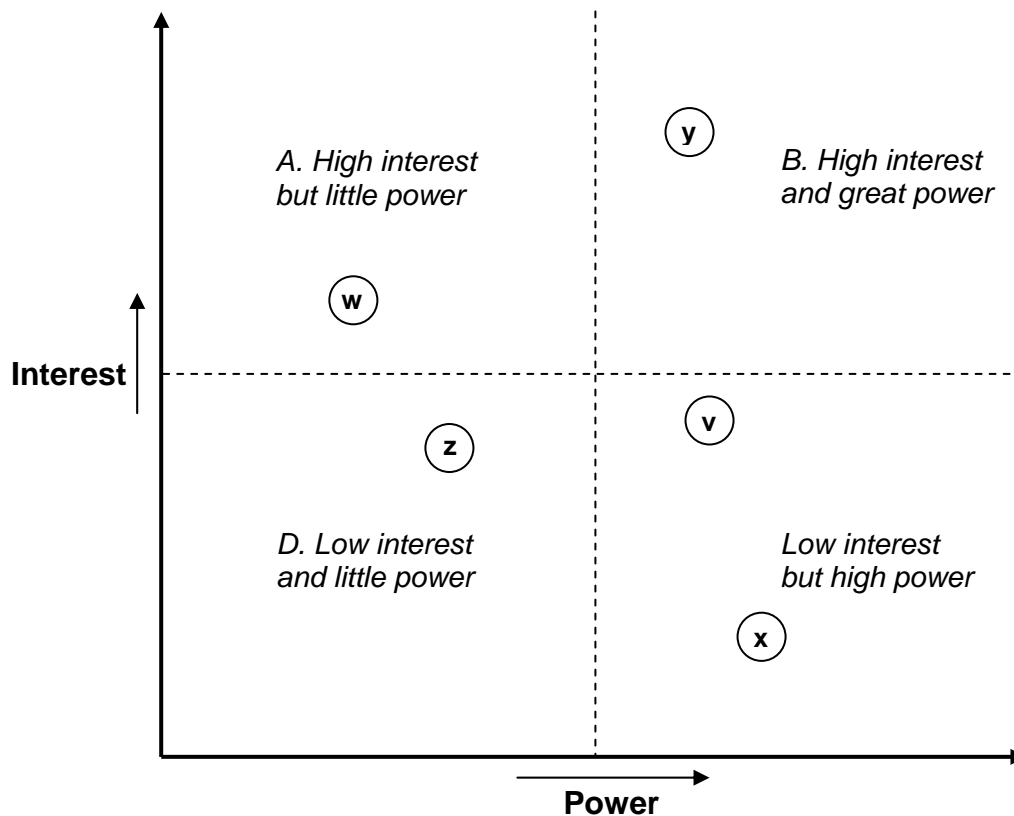 y
A. High interest
but little power
B. High interest
and great power
w
Interest
v
z
D. Low interest
and little power
Low interest
but high power
x
Power